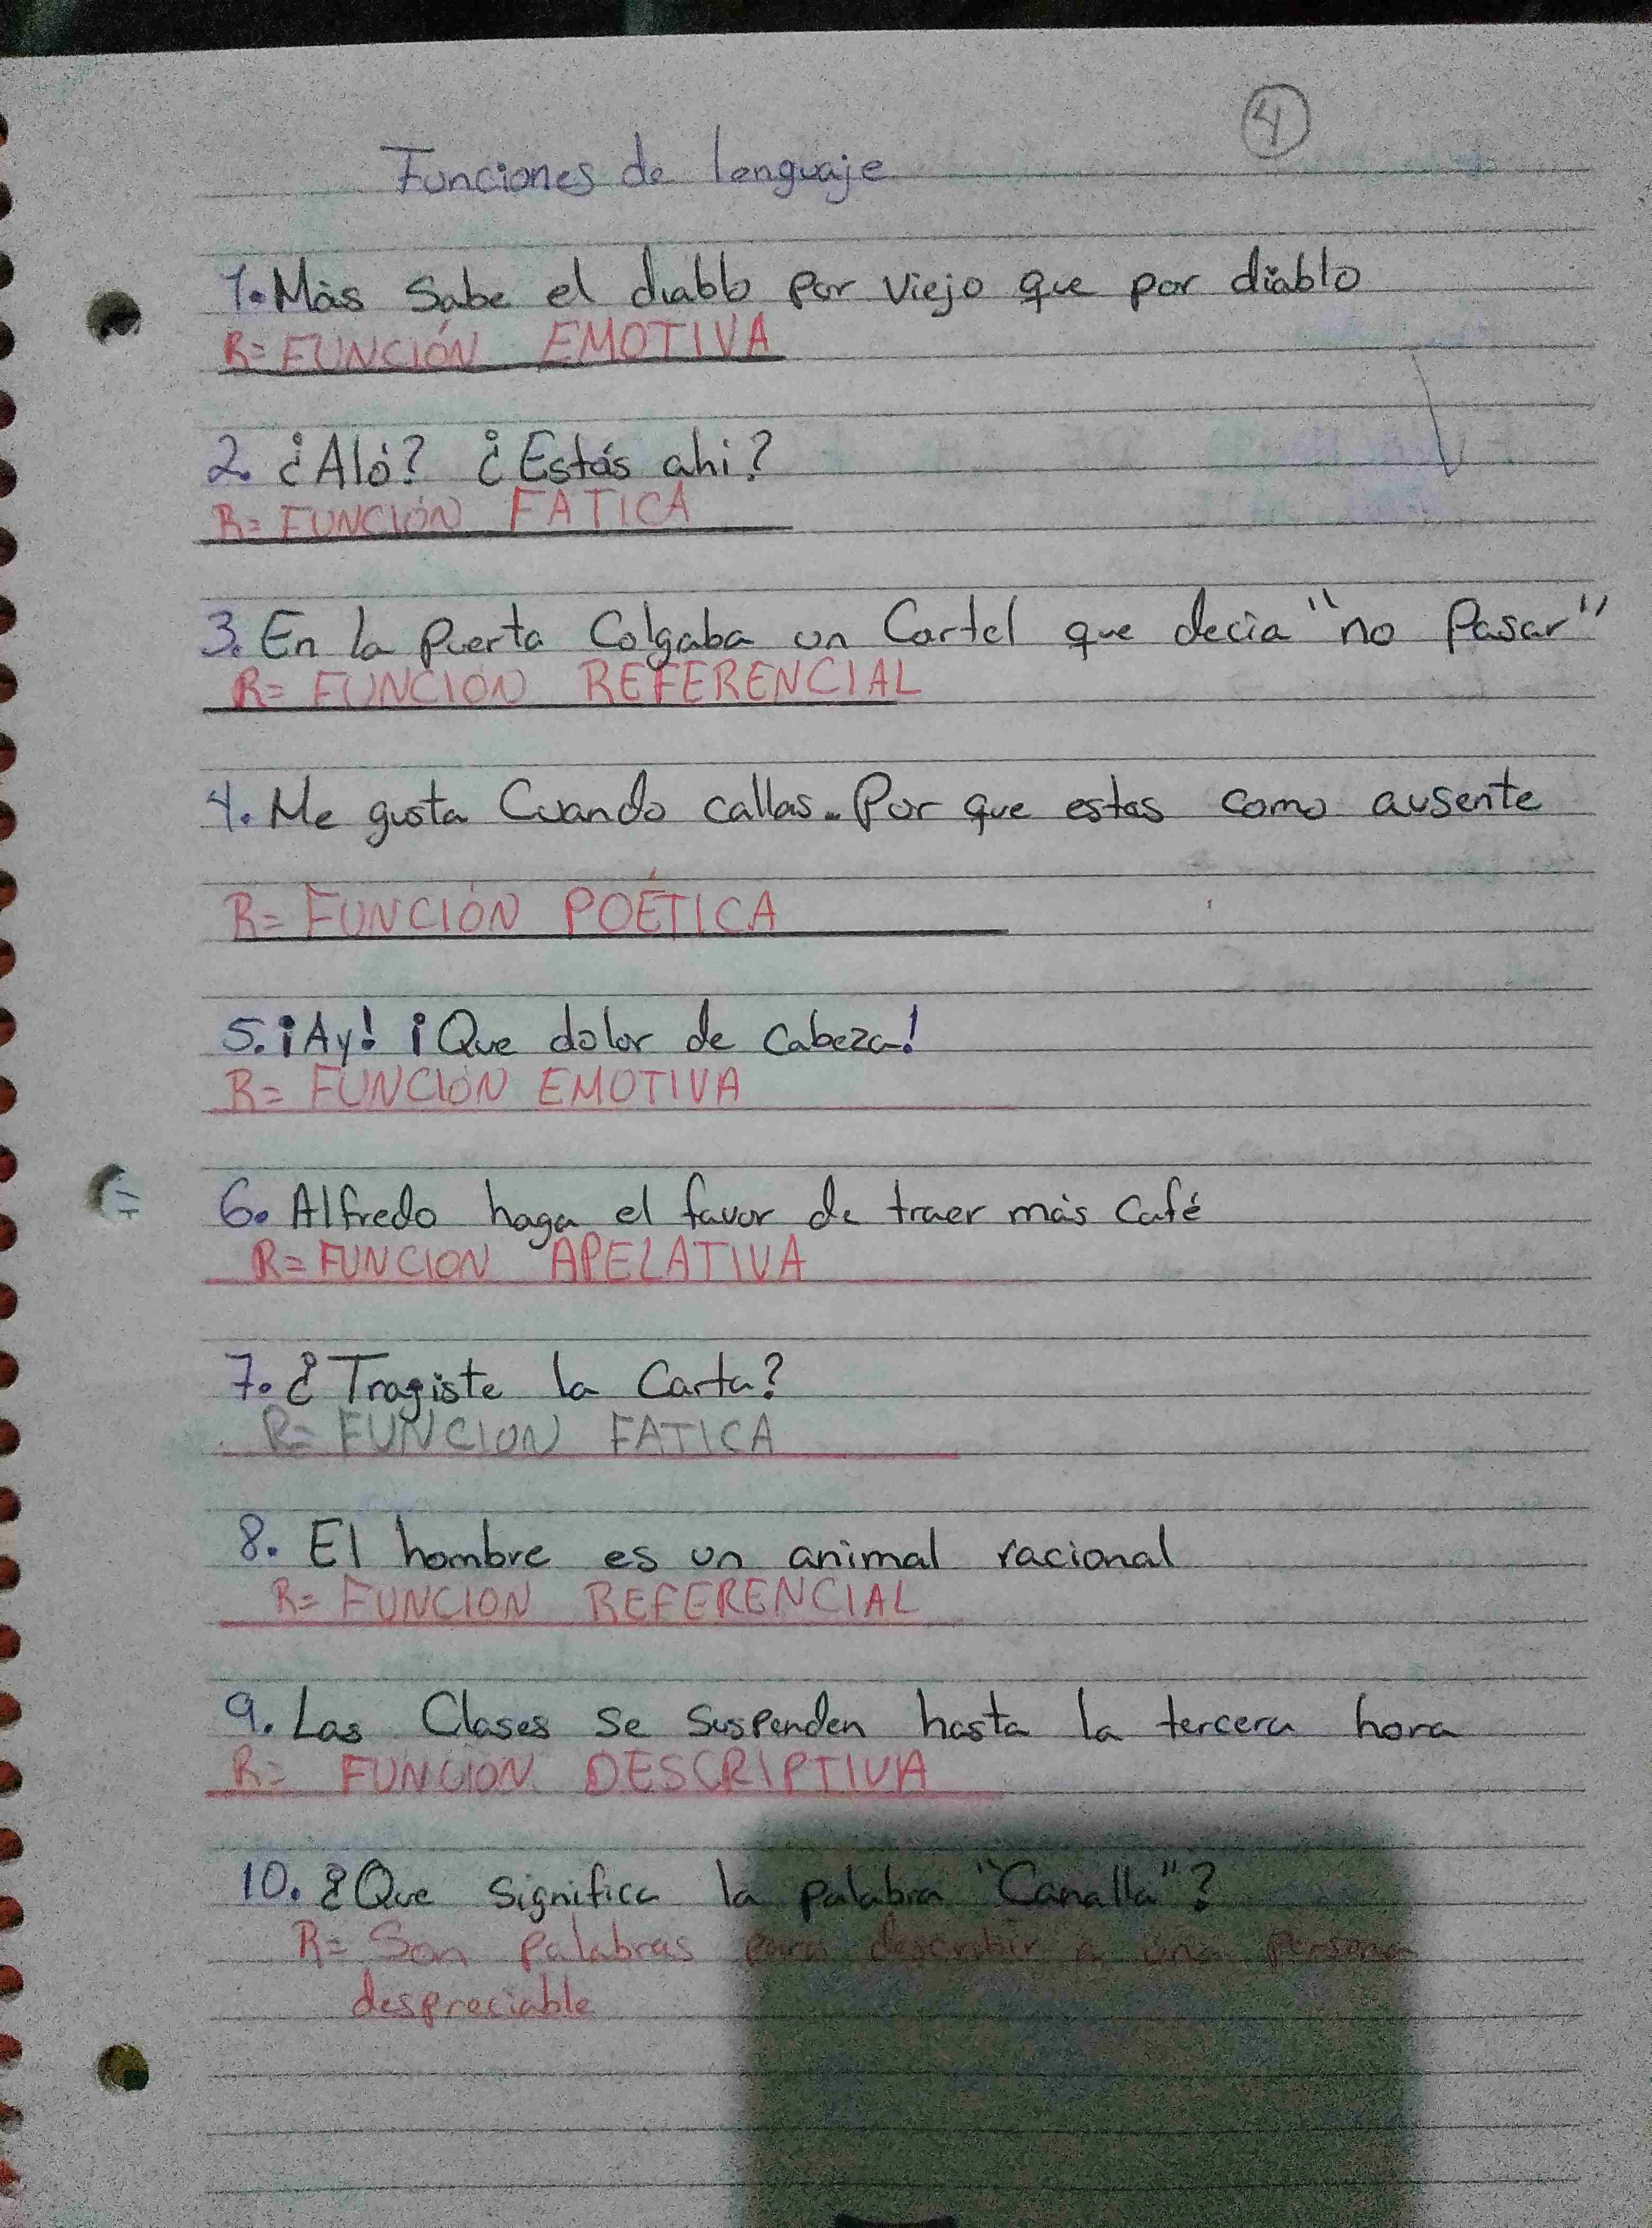 4
Funciones de lenguaje
1. Más Sabe el diablo por viejo que por diablo
R= FUNCIÓN EMOTIVA
2. ¿Aló? ¿Estás ahi?
R= FUNCIÓN FATICA
3. En la Puerta Colgaba un Cartel que decia "no Pasar"
R= FUNCIÓN REFERENCIAL
4. Me gusta Cuando callas. Por que estas como ausente
R= FUNCIÓN POÉTICA
5. ¡Ay! ¡Que dolor de Cabeza!
R= FUNCIÓN EMOTIVA
6. Alfredo haga el favor de traer más Café
R= FUNCION APELATIVA
7. ¿Tragiste la Carta?
R= FUNCION FATICA
8. El hombre es un animal racional
R= FUNCION REFERENCIAL
9. Las Clases se suspenden hasta la tercera hora
R= FUNCION DESCRIPTIVA
10. ¿Que significa la palabra "Canalla"?
R= Son palabras para describir a una persona
despreciable